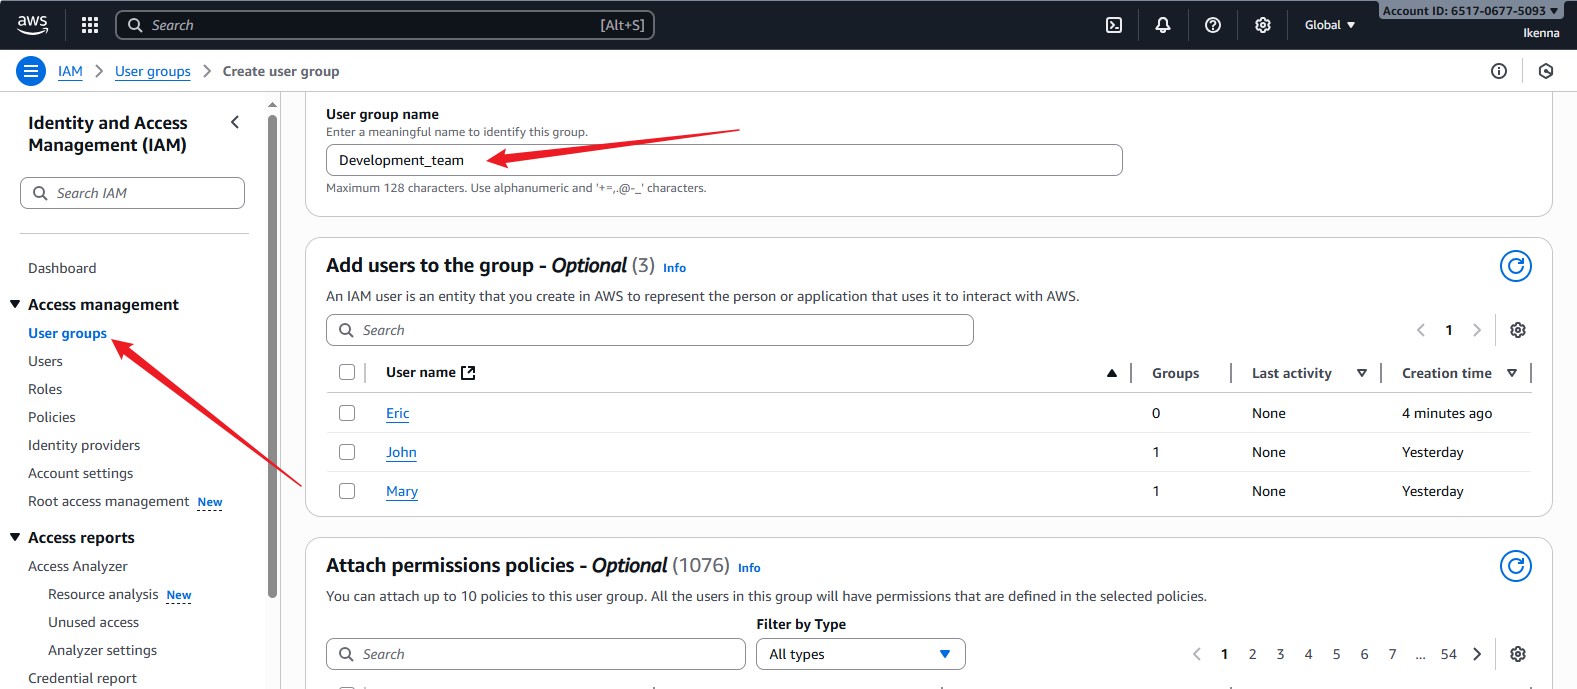 aws
Search
[Alt+S]
Global
Account ID: 6517-0677-5093
Ikenna
IAM
User groups
Create user group
Identity and Access
Management (IAM)
Search IAM
Dashboard
Access management
User groups
Users
Roles
Policies
Identity providers
Account settings
Root access management New
Access reports
Access Analyzer
Resource analysis New
Unused access
Analyzer settings
Credential report
User group name
Enter a meaningful name to identify this group.
Development_team
Maximum 128 characters. Use alphanumeric and '+=,.@-_' characters.
Add users to the group - Optional (3) Info
An IAM user is an entity that you create in AWS to represent the person or application that uses it to interact with AWS.
Search
1
User name Groups Last activity Creation time
Eric 0 None 4 minutes ago
John 1 None Yesterday
Mary 1 None Yesterday
Attach permissions policies - Optional (1076) Info
You can attach up to 10 policies to this user group. All the users in this group will have permissions that are defined in the selected policies.
Filter by Type
Search
All types
1 2 3 4 5 6 7 ... 54